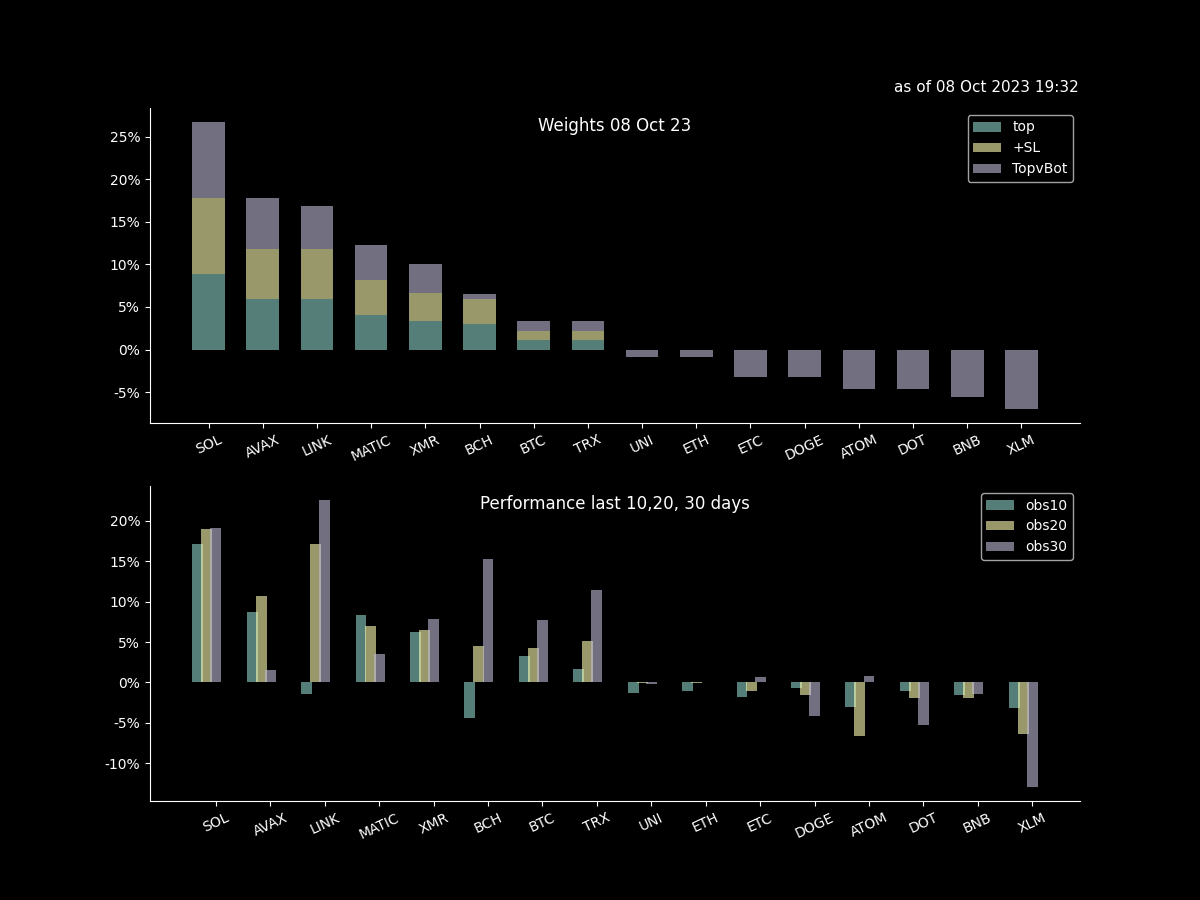 as of 08 Oct 2023 19:32
Weights 08 Oct 23
top
+SL
TopvBot
25%
20%
15%
10%
5%
0%
-5%
SOL AVAX LINK MATIC XMR BCH BTC TRX UNI ETH ETC DOGE ATOM DOT BNB XLM
Performance last 10,20, 30 days
obs10
obs20
obs30
20%
15%
10%
5%
0%
-5%
-10%
SOL AVAX LINK MATIC XMR BCH BTC TRX UNI ETH ETC DOGE ATOM DOT BNB XLM